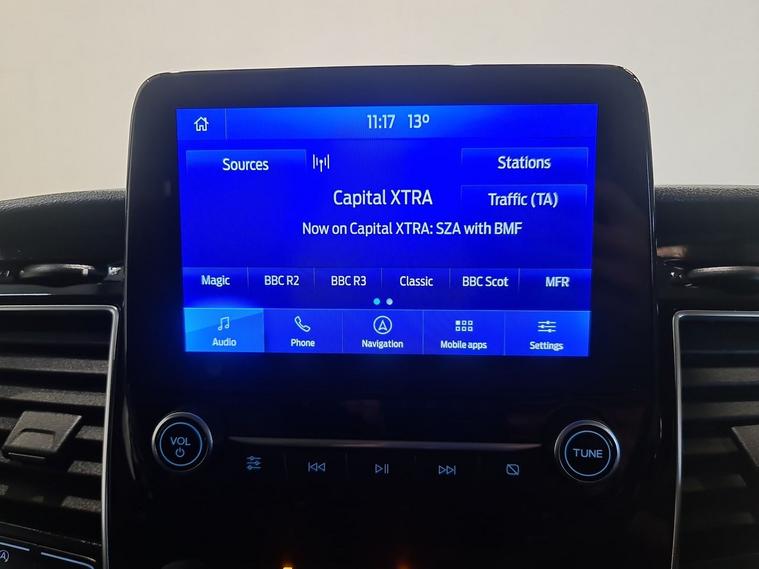 11:17 13º
Sources
Stations
Capital XTRA
Traffic (TA)
Now on Capital XTRA: SZA with BMF
Magic BBC R2 BBC R3 Classic BBC Scot MFR
Audio Phone Navigation Mobile apps Settings
VOL
TUNE